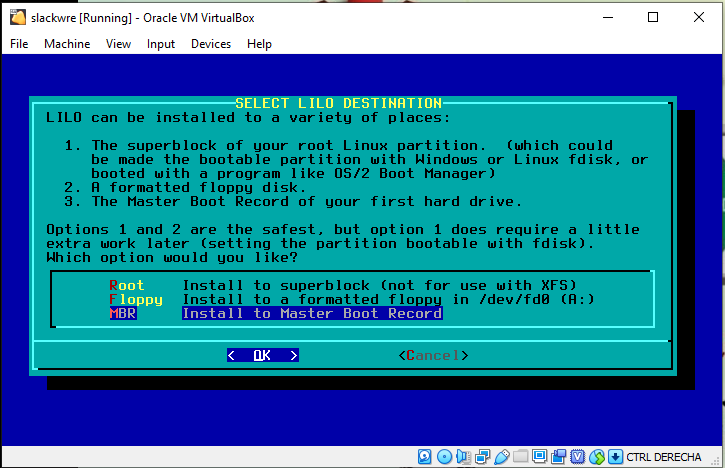 slackwre [Running] - Oracle VM VirtualBox
File Machine View Input Devices Help
SELECT LILO DESTINATION
LILO can be installed to a variety of places:
1. The superblock of your root Linux partition. (which could
be made the bootable partition with Windows or Linux fdisk, or
booted with a program like OS/2 Boot Manager)
2. A formatted floppy disk.
3. The Master Boot Record of your first hard drive.
Options 1 and 2 are the safest, but option 1 does require a little
extra work later (setting the partition bootable with fdisk).
Which option would you like?
Root Install to superblock (not for use with XFS)
Floppy Install to a formatted floppy in /dev/fd0 (A:)
MBR Install to Master Boot Record
< OK > <Cancel>
CTRL DERECHA